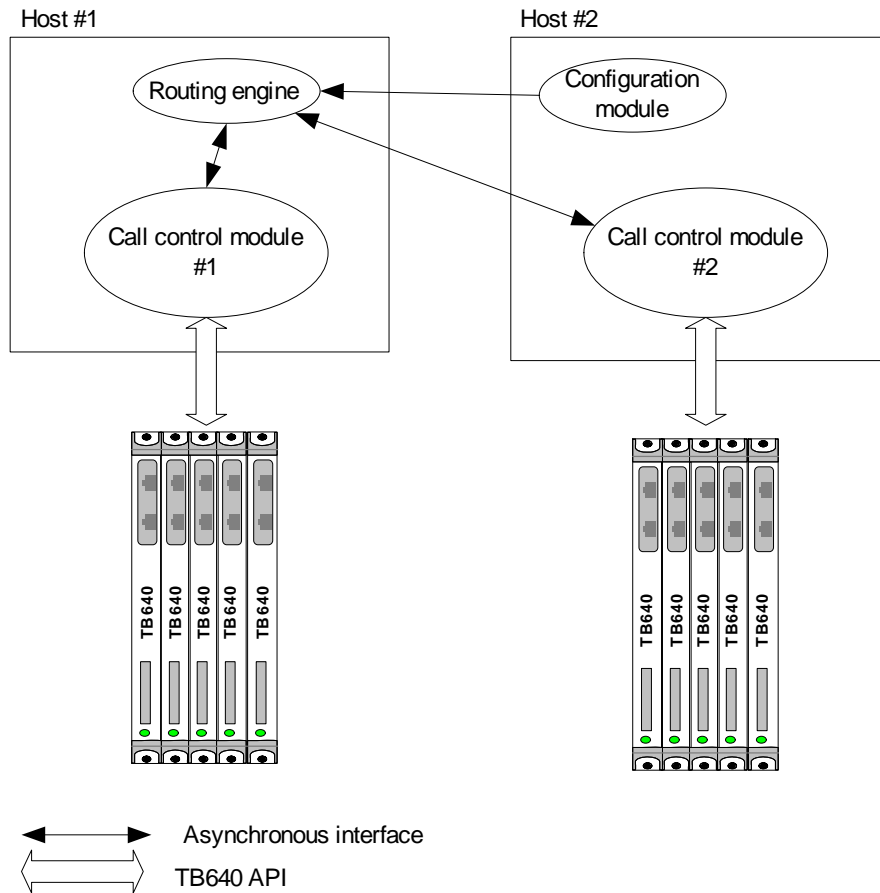 Host #1
Host #2
Routing engine
Configuration
module
Call control module
#1
Call control module
#2
TB640
TB640
TB640
TB640
TB640
TB640
TB640
TB640
TB640
TB640
Asynchronous interface
TB640 API